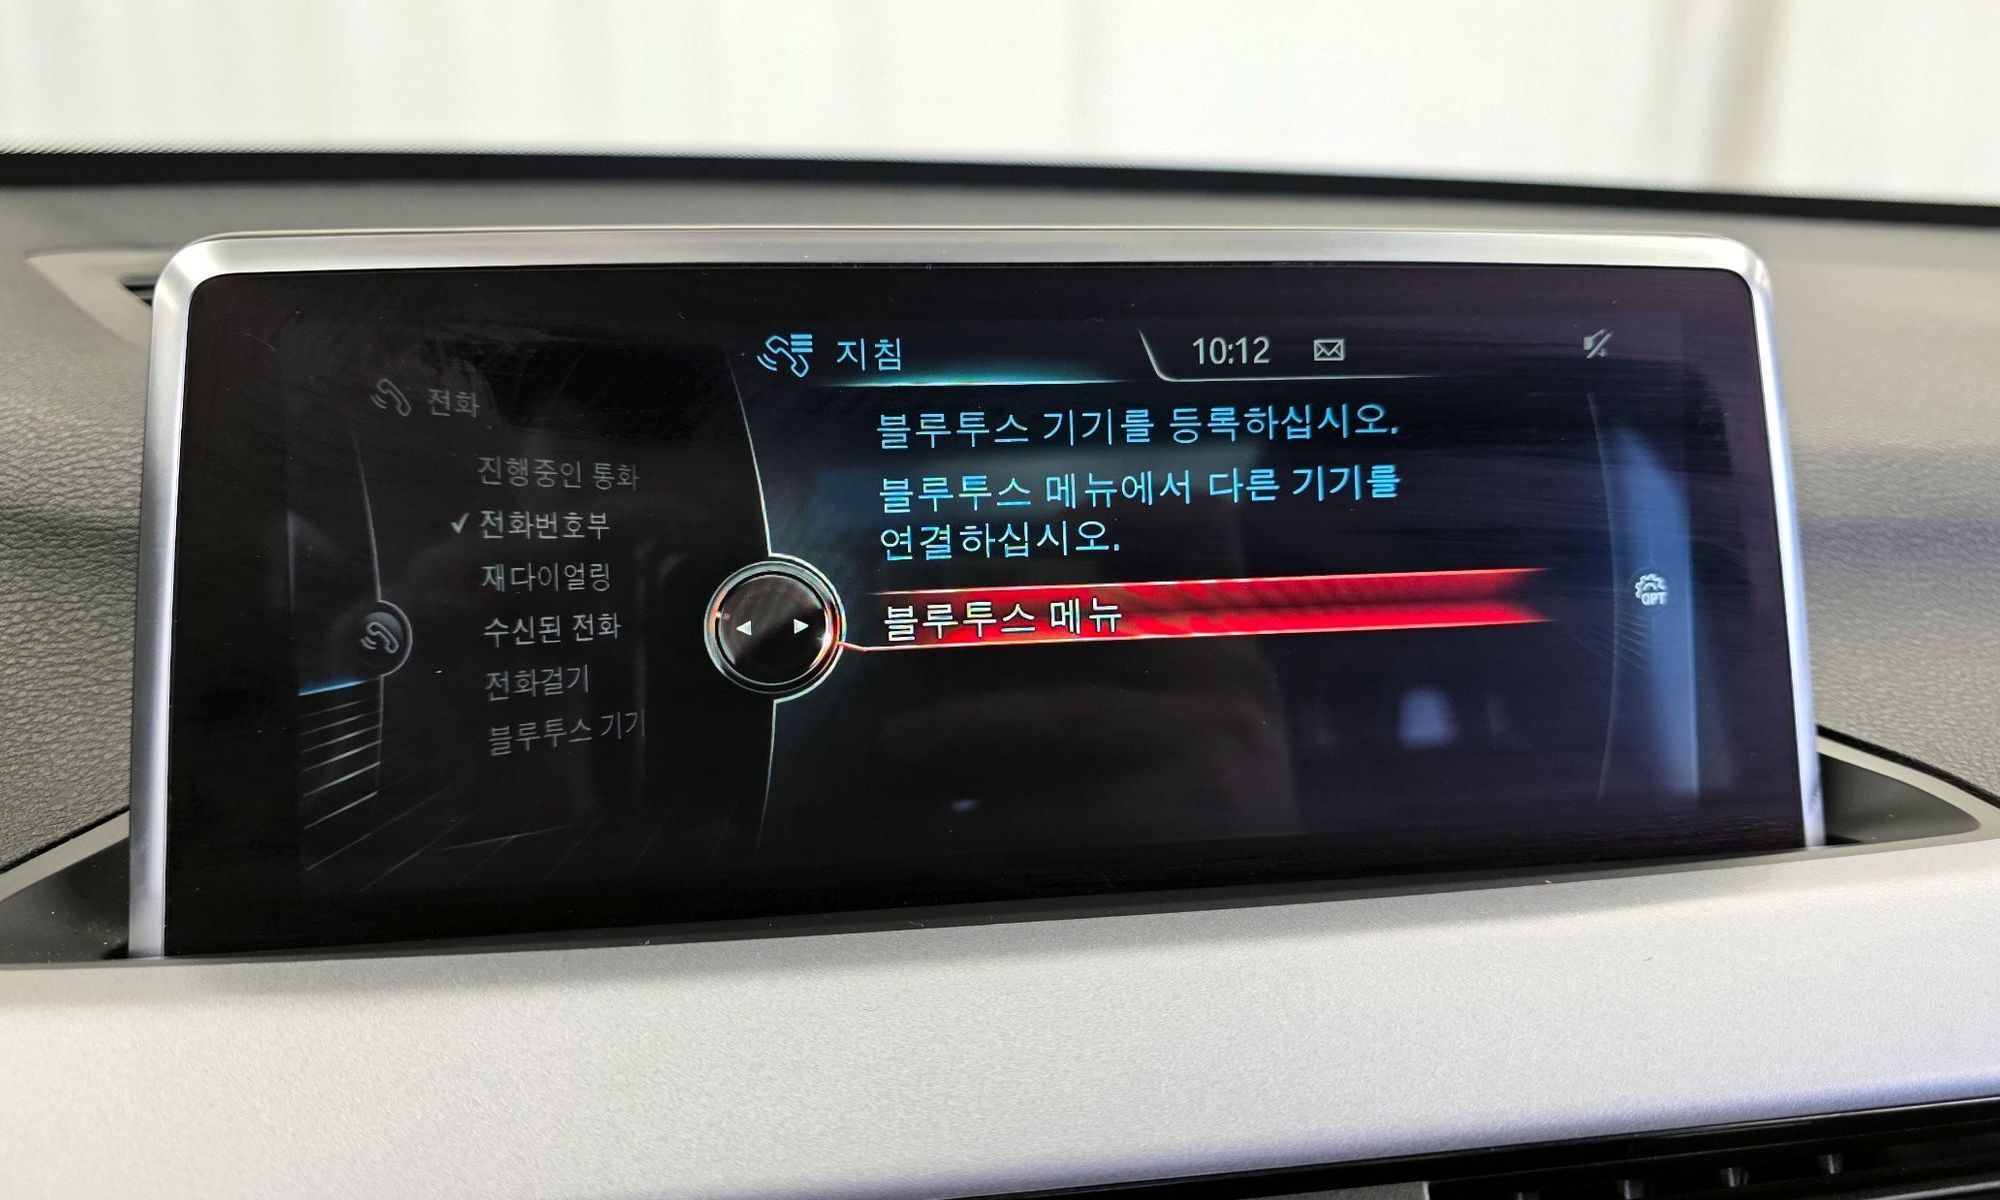 전화
진행중인 통화
✓ 전화번호부
재다이얼링
수신된 전화
전화걸기
블루투스 기기
지침
10:12
블루투스 기기를 등록하십시오.
블루투스 메뉴에서 다른 기기를
연결하십시오.
블루투스 메뉴
OPT